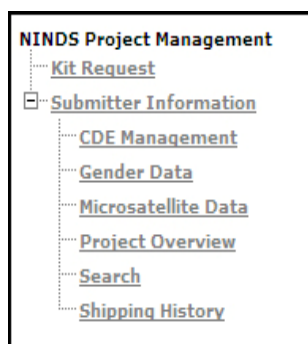 NINDS Project Management
Kit Request
Submitter Information
CDE Management
Gender Data
Microsatellite Data
Project Overview
Search
Shipping History